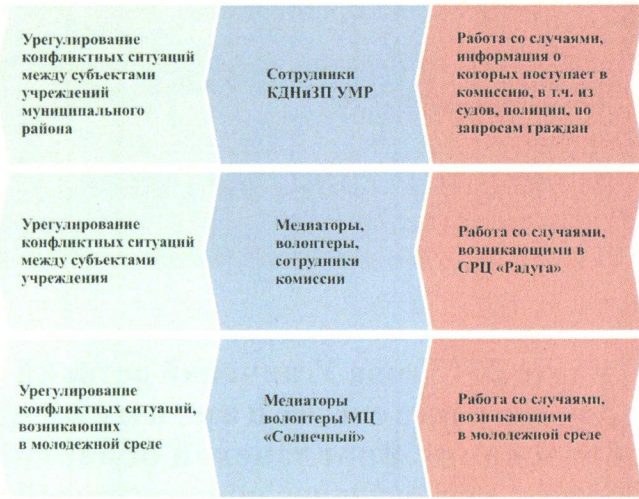 Урегулирование
конфликтных ситуаций
между субъектами
учреждений
муниципального
района
Сотрудники
КДНиЗП УМР
Работа со случаями,
информация о
которых поступает в
комиссию, в т.ч. из
судов, полиции, по
запросам граждан
Урегулирование
конфликтных ситуаций
между субъектами
учреждения
Медиаторы,
волонтеры,
сотрудники
комиссии
Работа со случаями,
возникающими в
СРЦ «Радуга»
Урегулирование
конфликтных ситуаций,
возникающих
в молодежной среде
Медиаторы
волонтеры МЦ
«Солнечный»
Работа со случаями,
возникающими
в молодежной среде